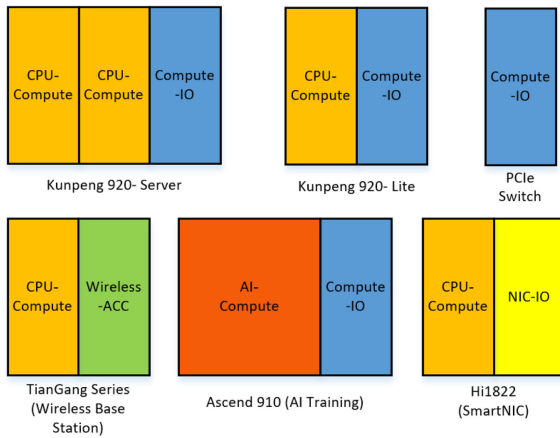 CPU-
Compute
CPU-
Compute
Compute
-IO
Kunpeng 920- Server
CPU-
Compute
Compute
-IO
Kunpeng 920- Lite
Compute
-IO
PCIe
Switch
CPU-
Compute
Wireless
-ACC
TianGang Series
(Wireless Base
Station)
AI-
Compute
Compute
-IO
Ascend 910 (AI Training)
CPU-
Compute
NIC-IO
Hi1822
(SmartNIC)